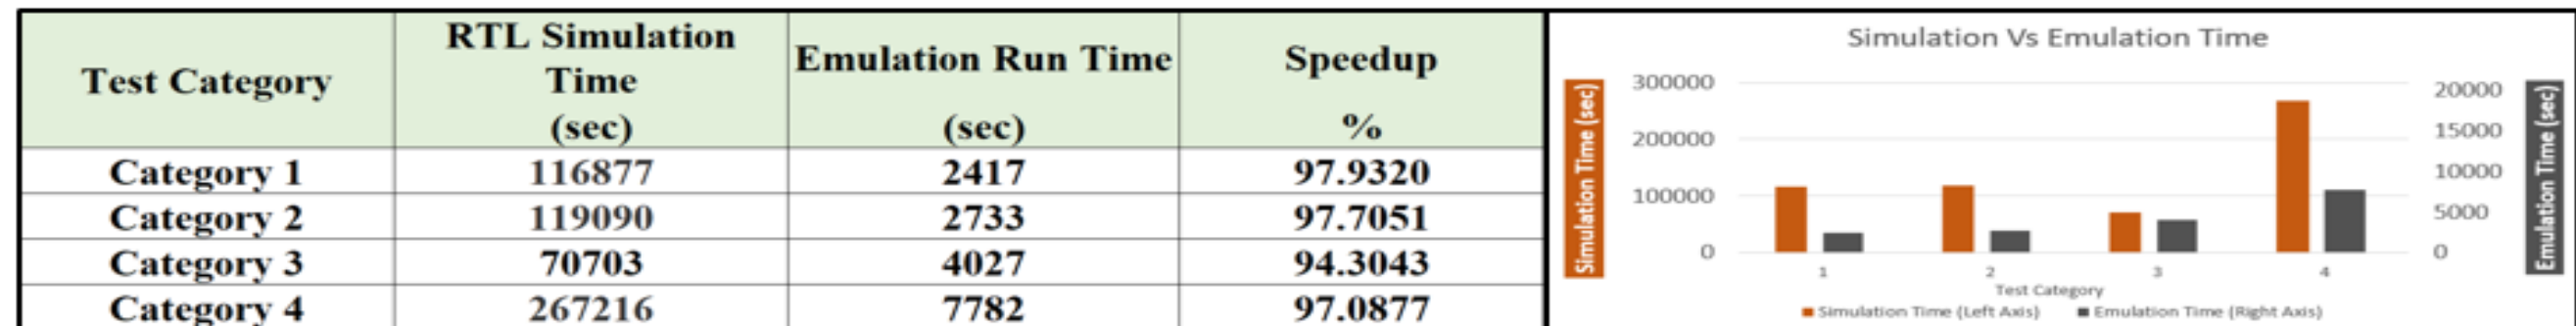 Test Category
RTL Simulation
Time
(sec)
Emulation Run Time
(sec)
Speedup
%
Category 1 116877 2417 97.9320
Category 2 119090 2733 97.7051
Category 3 70703 4027 94.3043
Category 4 267216 7782 97.0877
Simulation Vs Emulation Time
Simulation Time (sec)
300000
200000
100000
0
20000
15000
10000
5000
0
Emulation Time (sec)
1 2 3 4
Test Category
Simulation Time (Left Axis) Emulation Time (Right Axis)